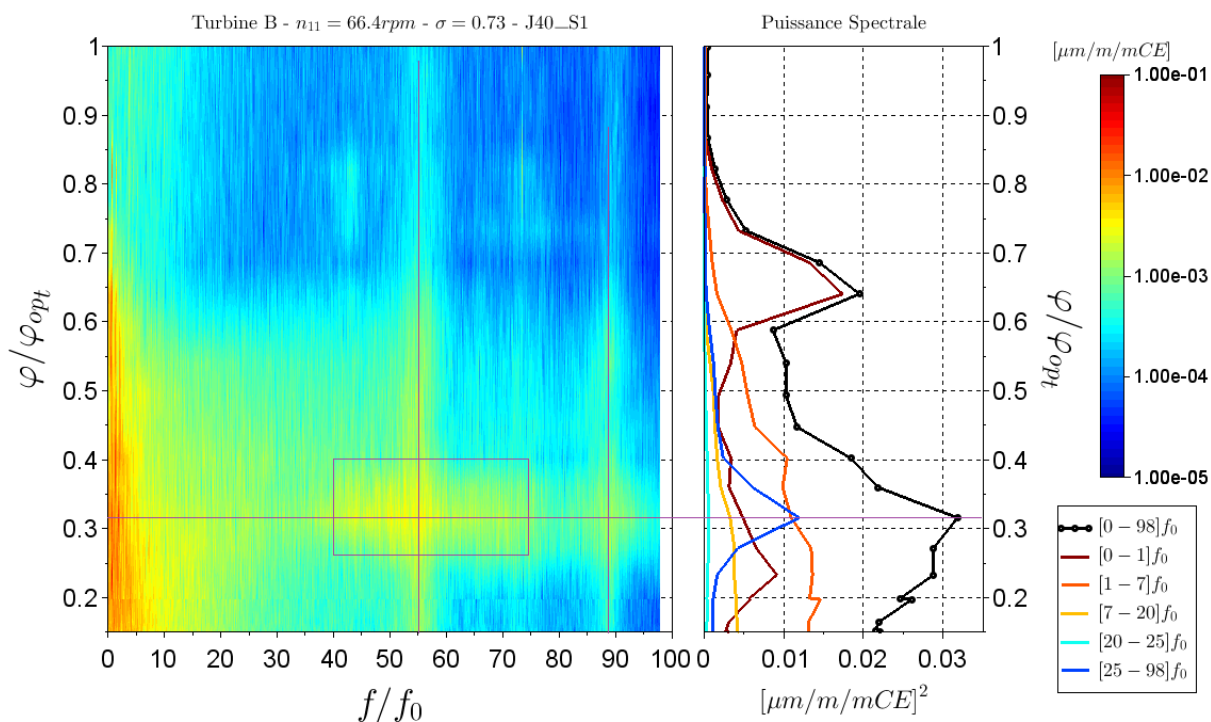 Turbine B - n₁₁ = 66.4rpm - σ = 0.73 - J40_S1
Puissance Spectrale
[μm/m/mCE]
1
0.9
0.8
0.7
0.6
0.5
0.4
0.3
0.2
φ/φopt
0 10 20 30 40 50 60 70 80 90 100
f/f₀
1
0.9
0.8
0.7
0.6
0.5
0.4
0.3
0.2
φ/φopt
0 0.01 0.02 0.03
[μm/m/mCE]²
1.00e-01
1.00e-02
1.00e-03
1.00e-04
1.00e-05
[0 − 98]f₀
[0 − 1]f₀
[1 − 7]f₀
[7 − 20]f₀
[20 − 25]f₀
[25 − 98]f₀